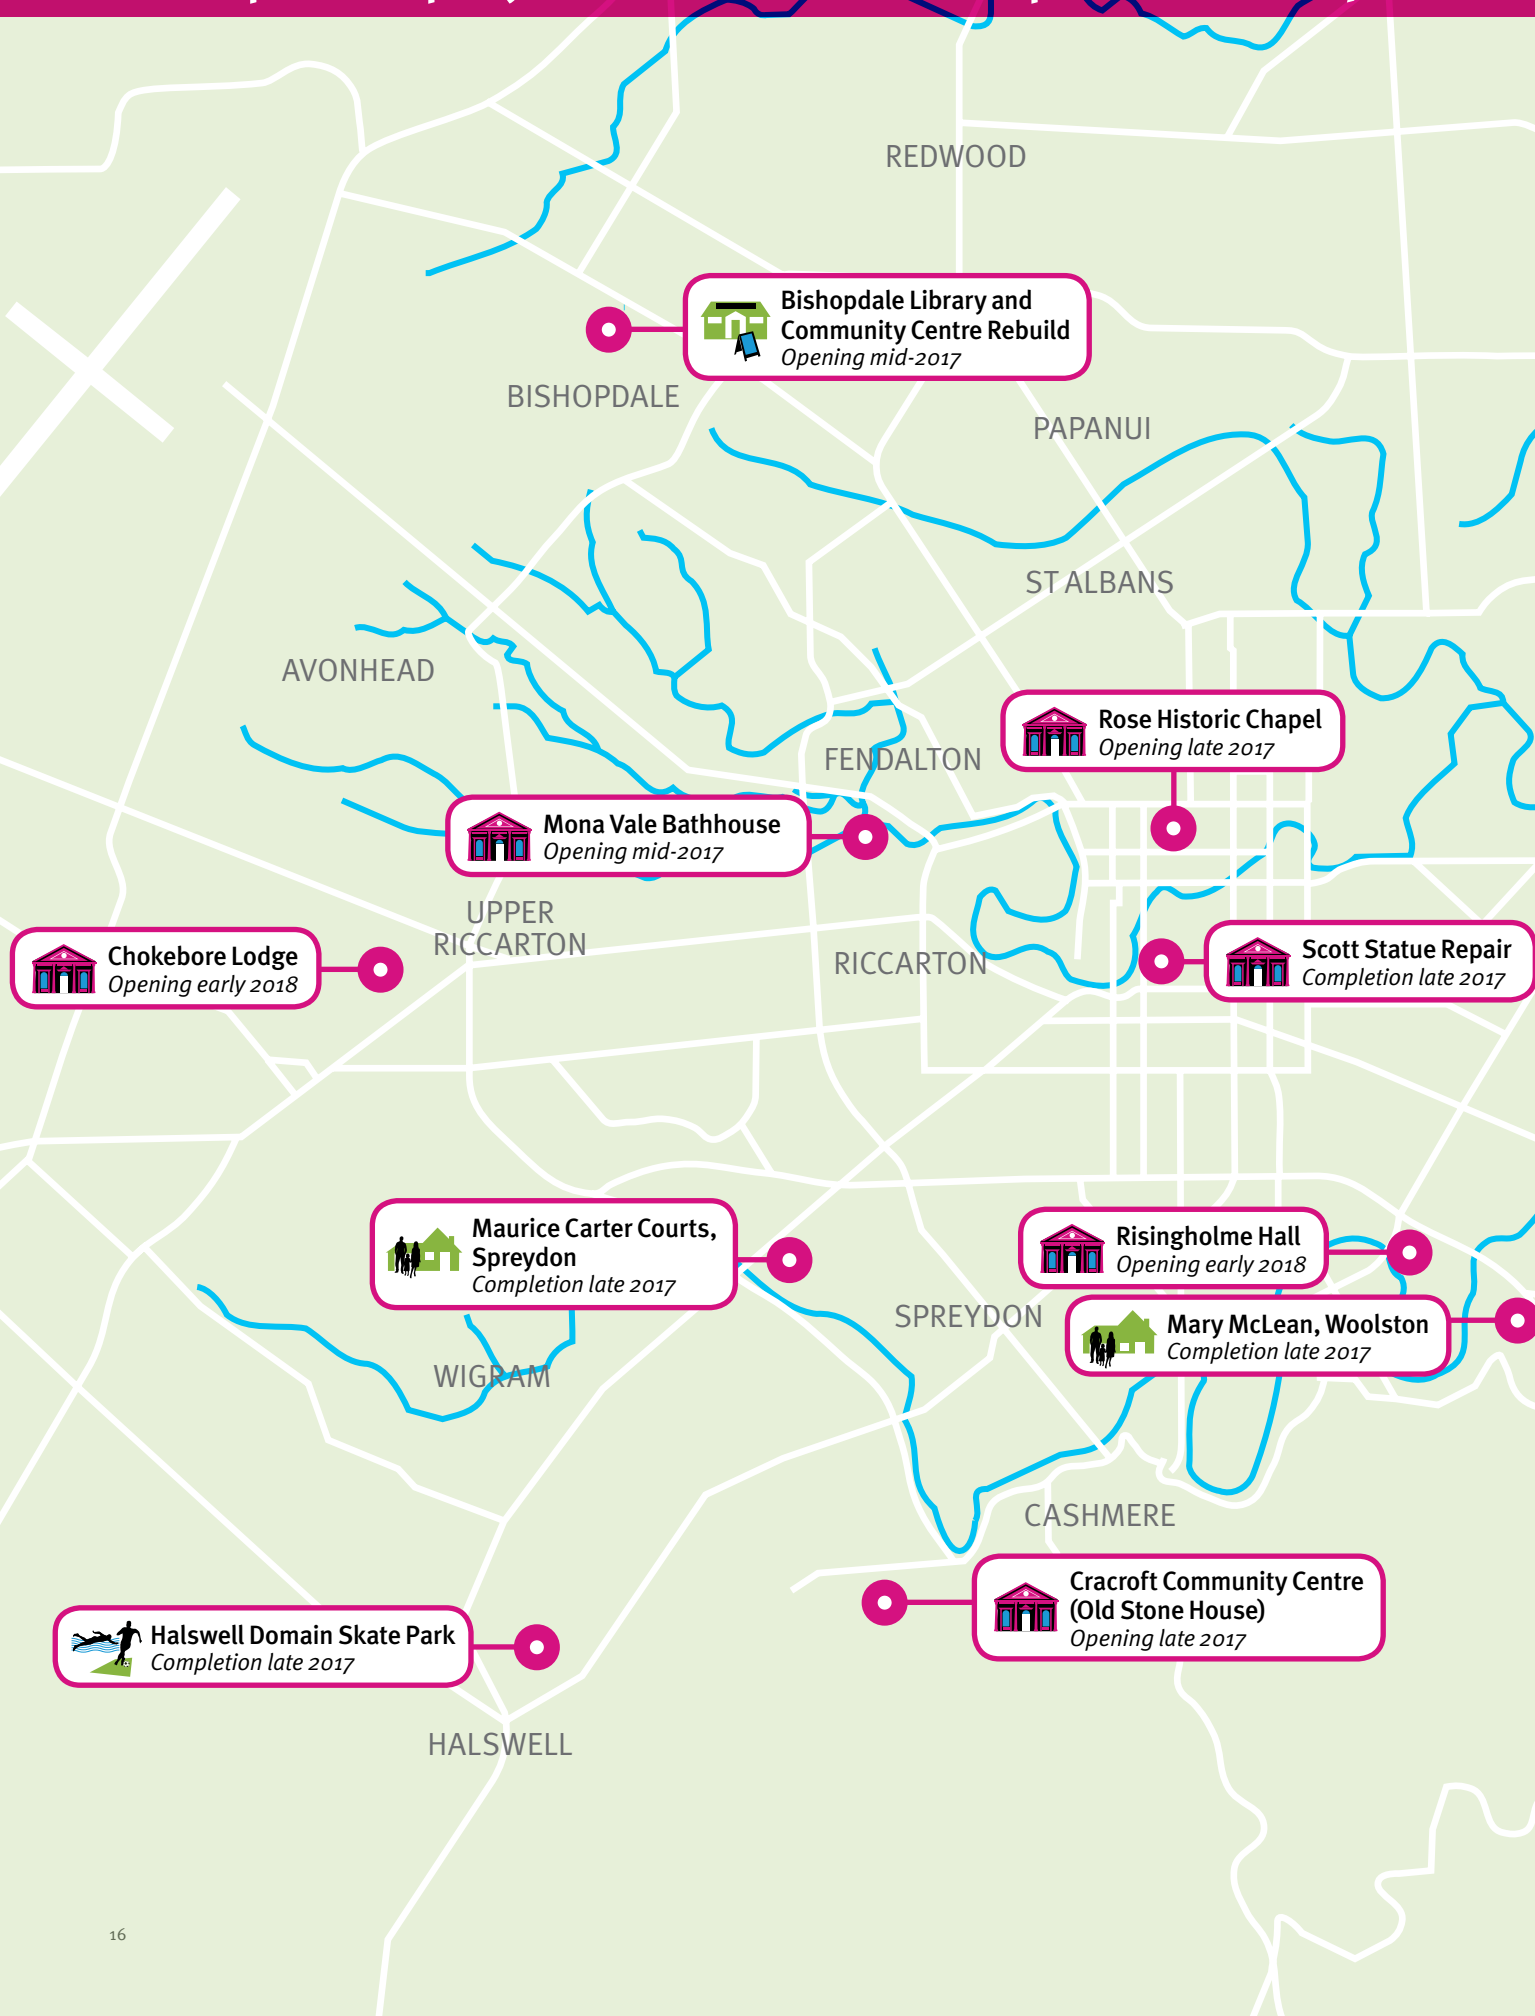 REDWOOD
Bishopdale Library and
Community Centre Rebuild
Opening mid-2017
BISHOPDALE
PAPANUI
ST ALBANS
AVONHEAD
Rose Historic Chapel
Opening late 2017
FENDALTON
Mona Vale Bathhouse
Opening mid-2017
UPPER
RICCARTON
Chokebore Lodge
Opening early 2018
RICCARTON
Scott Statue Repair
Completion late 2017
Maurice Carter Courts,
Spreydon
Completion late 2017
Risingholme Hall
Opening early 2018
SPREYDON
Mary McLean, Woolston
Completion late 2017
WIGRAM
CASHMERE
Cracroft Community Centre
(Old Stone House)
Opening late 2017
Halswell Domain Skate Park
Completion late 2017
HALSWELL
16